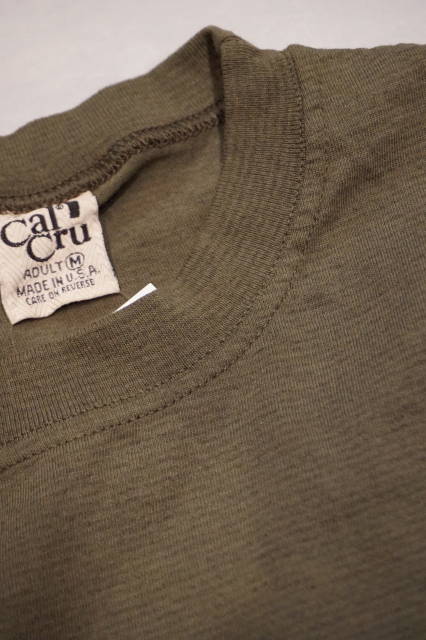 Cal
Cru
ADULT M
MADE IN U.S.A.
CARE ON REVERSE